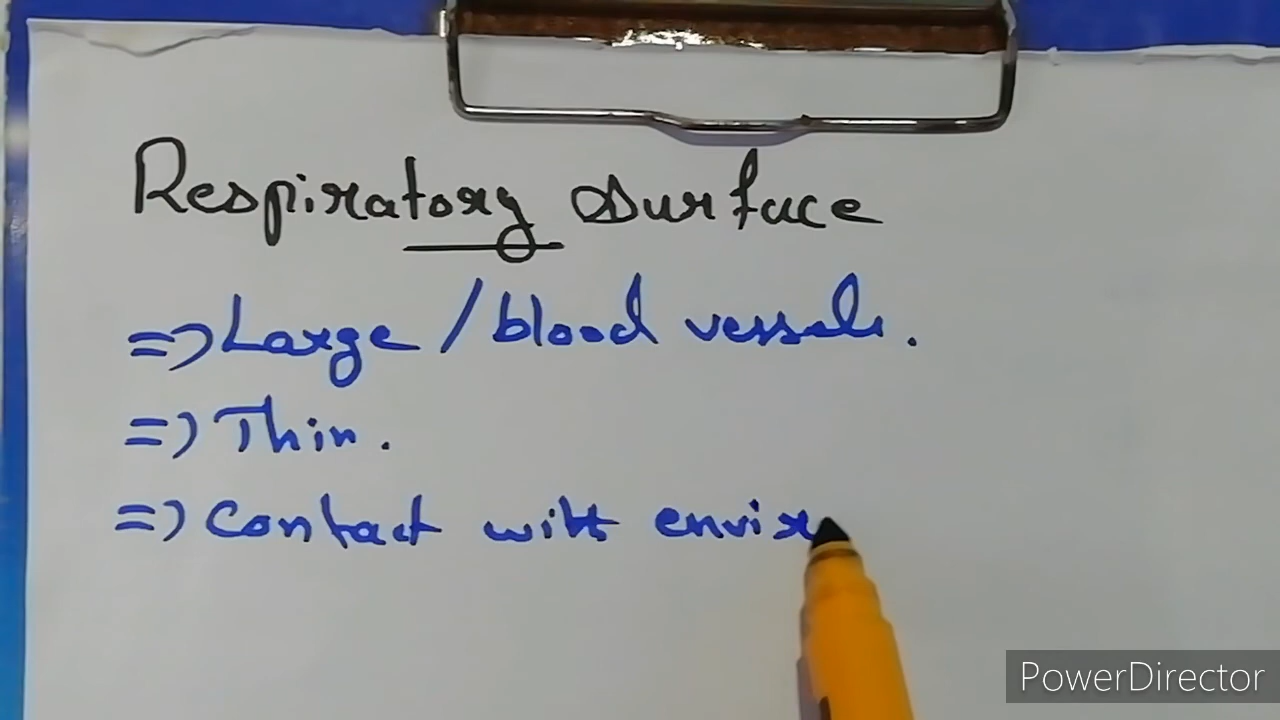 Respiratory Surface
=> Large / blood vessels.
=> Thin.
=> Contact with envir
PowerDirector